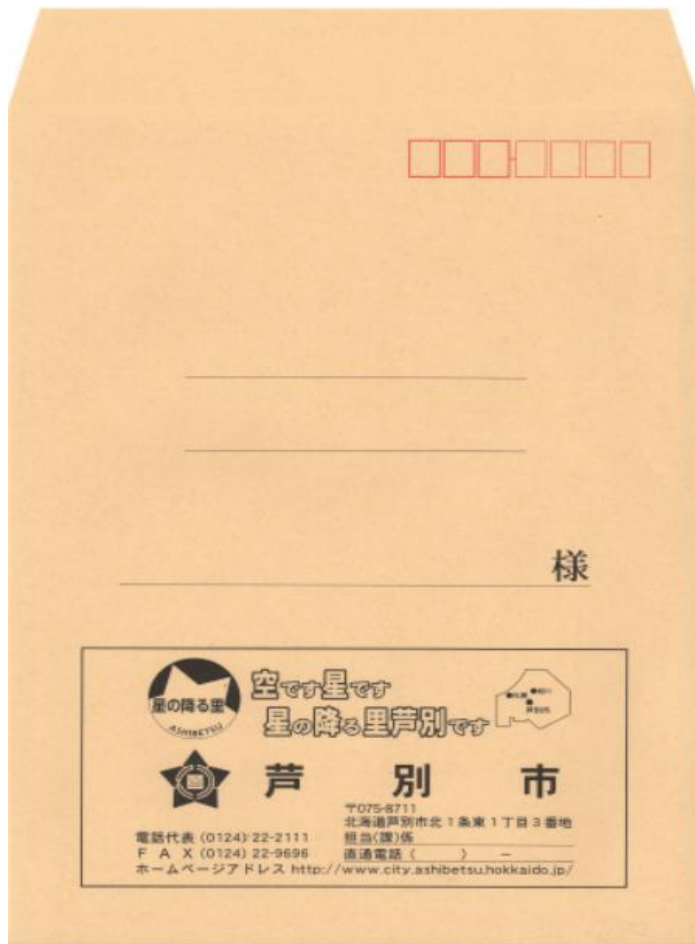 様
星の降る里
ASHIBETSU
空です星です
星の降る里芦別です
芦別市
〒075-8711
北海道芦別市北1条東1丁目3番地
電話代表 (0124) 22-2111
担当(課)係
F A X (0124) 22-9696
直通電話 (　　) −
ホームページアドレス http://www.city.ashibetsu.hokkaido.jp/